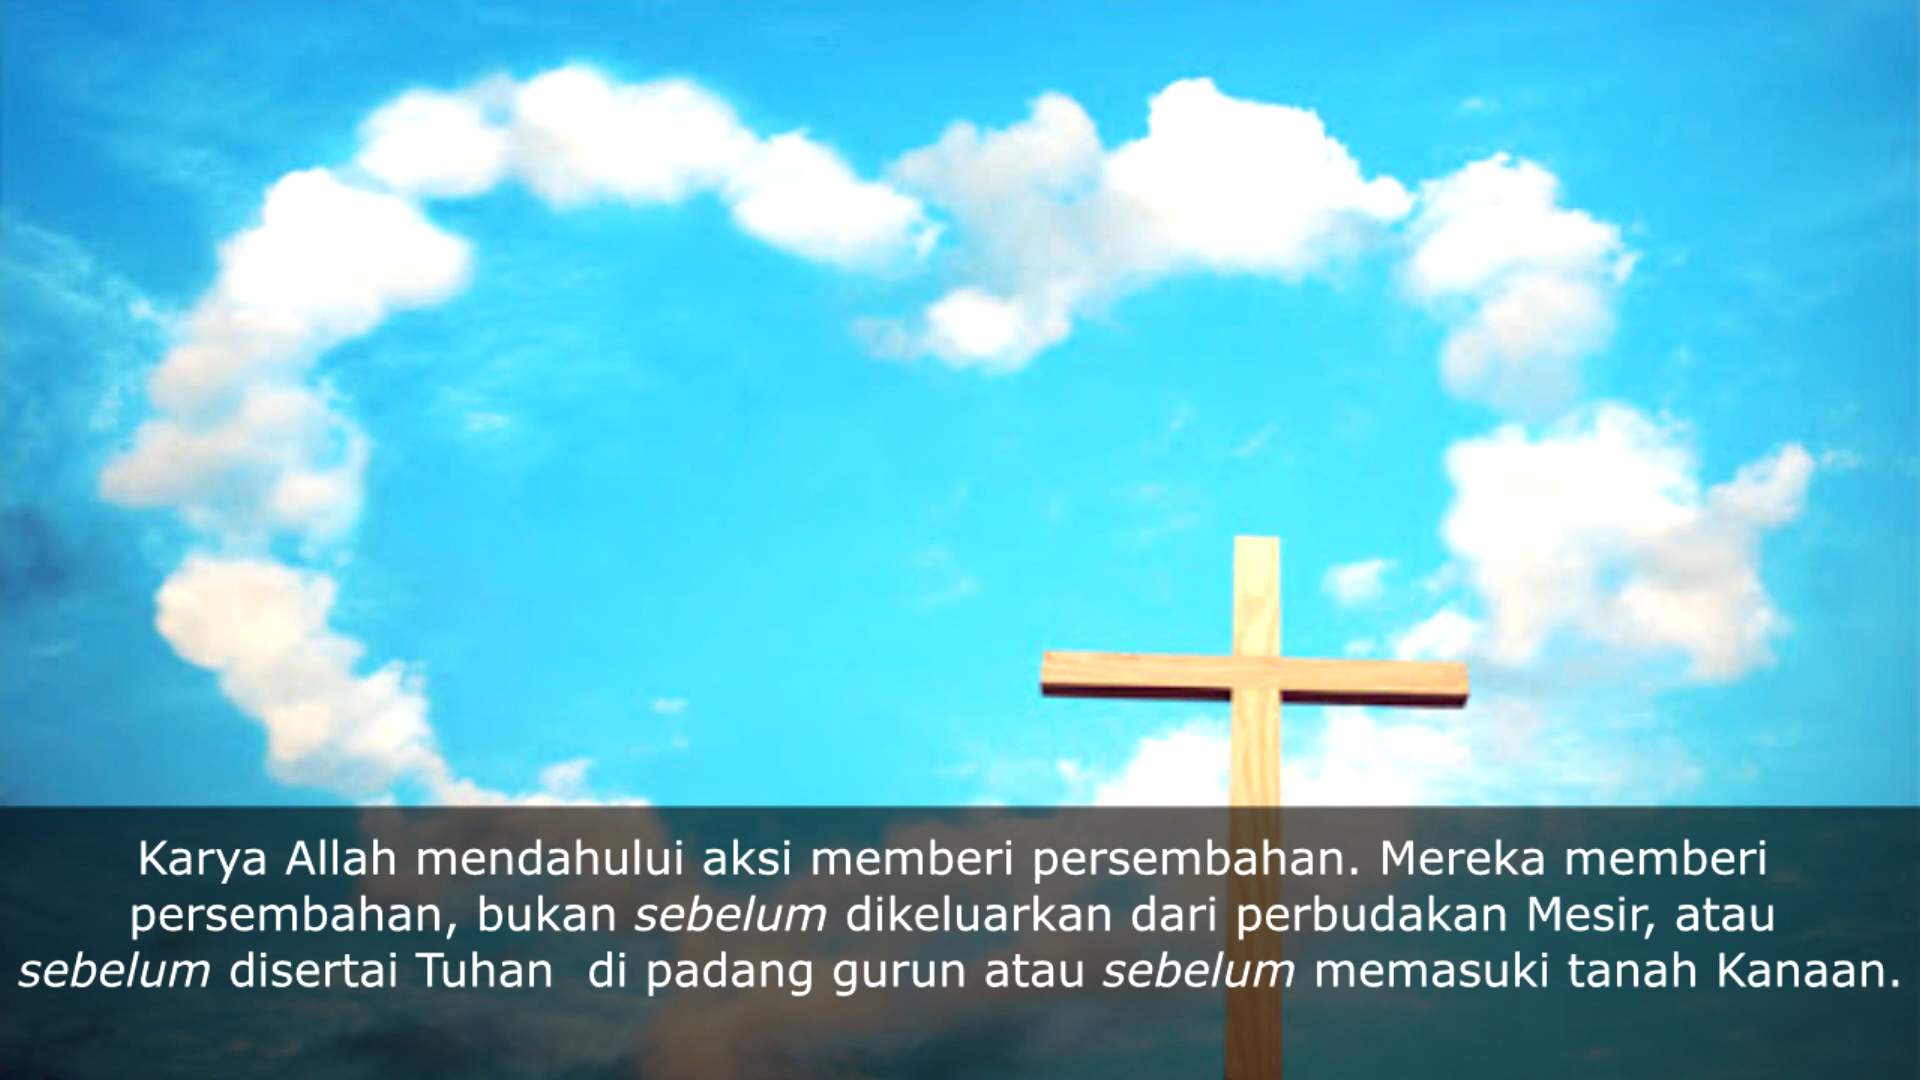 Karya Allah mendahului aksi memberi persembahan. Mereka memberi
persembahan, bukan sebelum dikeluarkan dari perbudakan Mesir, atau
sebelum disertai Tuhan  di padang gurun atau sebelum memasuki tanah Kanaan.